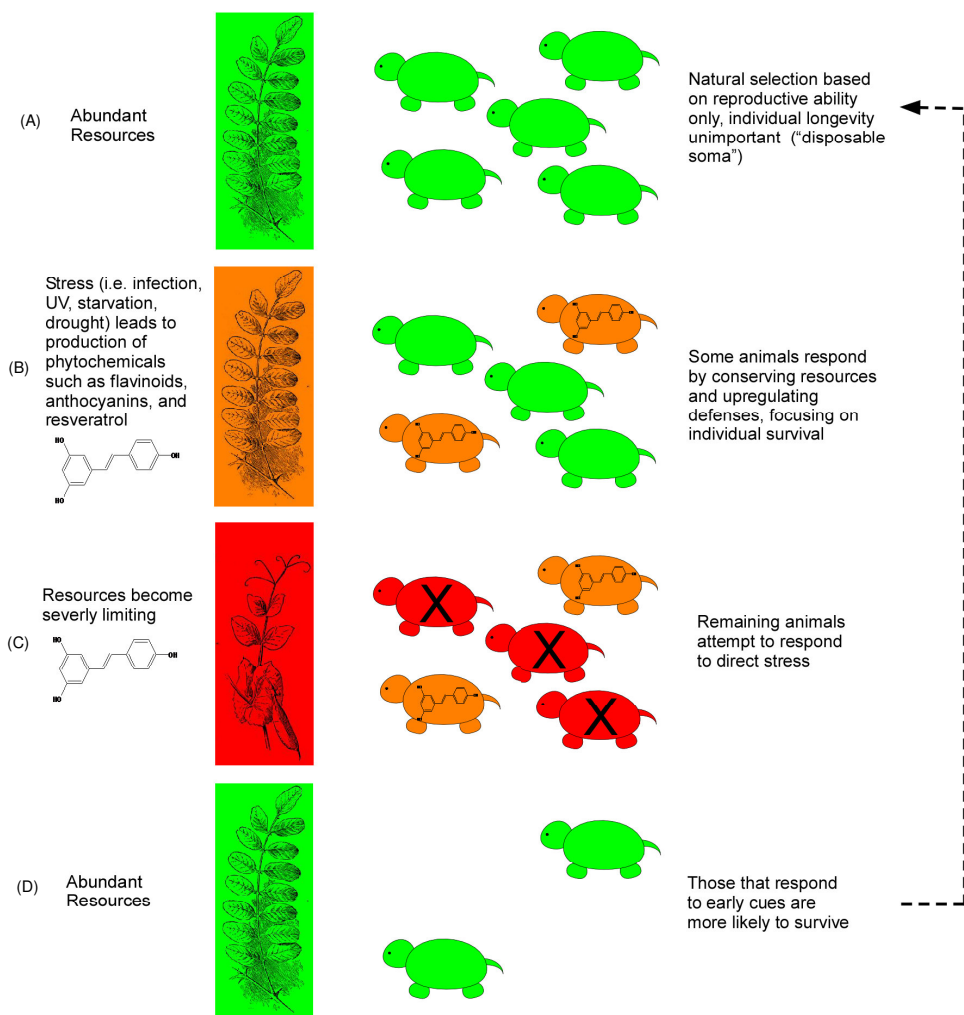 (A)
Abundant
Resources
Natural selection based
on reproductive ability
only, individual longevity
unimportant ("disposable
soma")
(B)
Stress (i.e. infection,
UV, starvation,
drought) leads to
production of
phytochemicals
such as flavinoids,
anthocyanins, and
resveratrol
HO
OH
HO
Some animals respond
by conserving resources
and upregulating
defenses, focusing on
individual survival
(C)
Resources become
severly limiting
HO
OH
HO
X
X
X
Remaining animals
attempt to respond
to direct stress
(D)
Abundant
Resources
Those that respond
to early cues are
more likely to survive